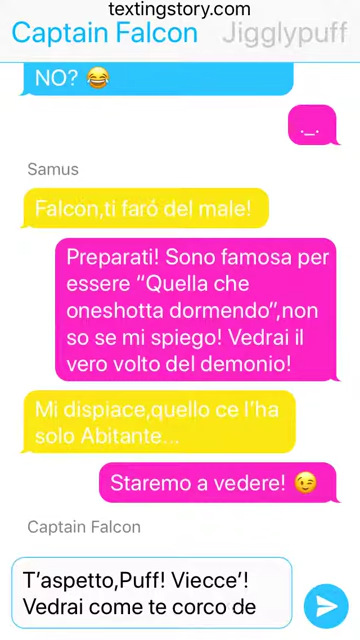 textingstory.com
Captain Falcon Jigglypuff
NO? 😂
._.
Samus
Falcon,ti faró del male!
Preparati! Sono famosa per
essere “Quella che
oneshotta dormendo”,non
so se mi spiego! Vedrai il
vero volto del demonio!
Mi dispiace,quello ce l’ha
solo Abitante...
Staremo a vedere! 😉
Captain Falcon
T’aspetto,Puff! Viecce’!
Vedrai come te corco de